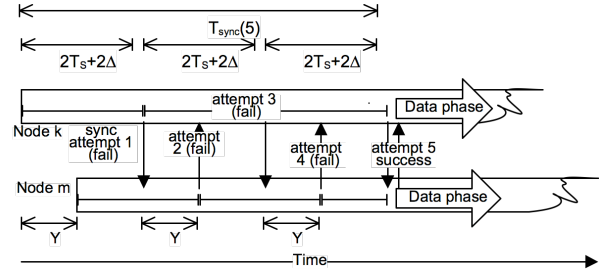 Tsync(5)
2Ts+2Δ 2Ts+2Δ 2Ts+2Δ
attempt 3
(fail)
Data phase
Node k
sync
attempt 1
(fail)
attempt
2 (fail)
attempt
4 (fail)
attempt 5
success
Node m
Data phase
Y Y Y
Time